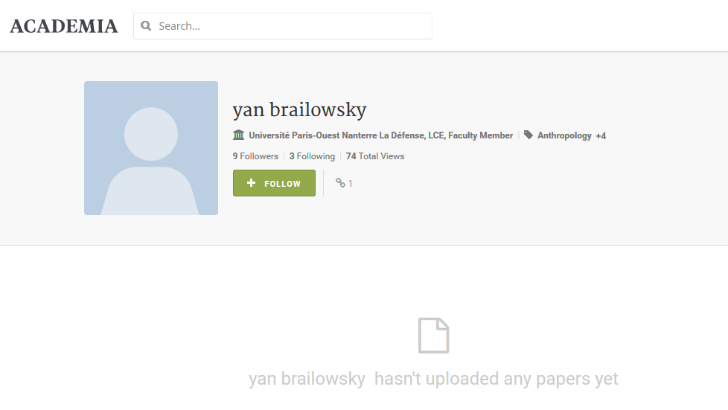 ACADEMIA Search...
yan brailowsky
Université Paris-Ouest Nanterre La Défense, LCE, Faculty Member Anthropology +4
9 Followers 3 Following 74 Total Views
FOLLOW 1
yan brailowsky hasn't uploaded any papers yet